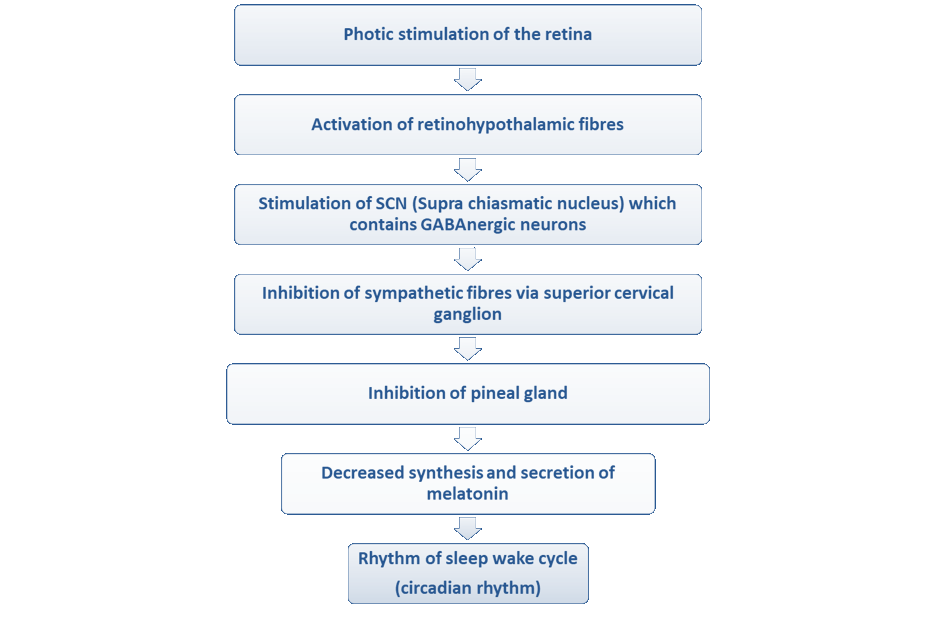 Photic stimulation of the retina
Activation of retinohypothalamic fibres
Stimulation of SCN (Supra chiasmatic nucleus) which
contains GABAnergic neurons
Inhibition of sympathetic fibres via superior cervical
ganglion
Inhibition of pineal gland
Decreased synthesis and secretion of
melatonin
Rhythm of sleep wake cycle
(circadian rhythm)